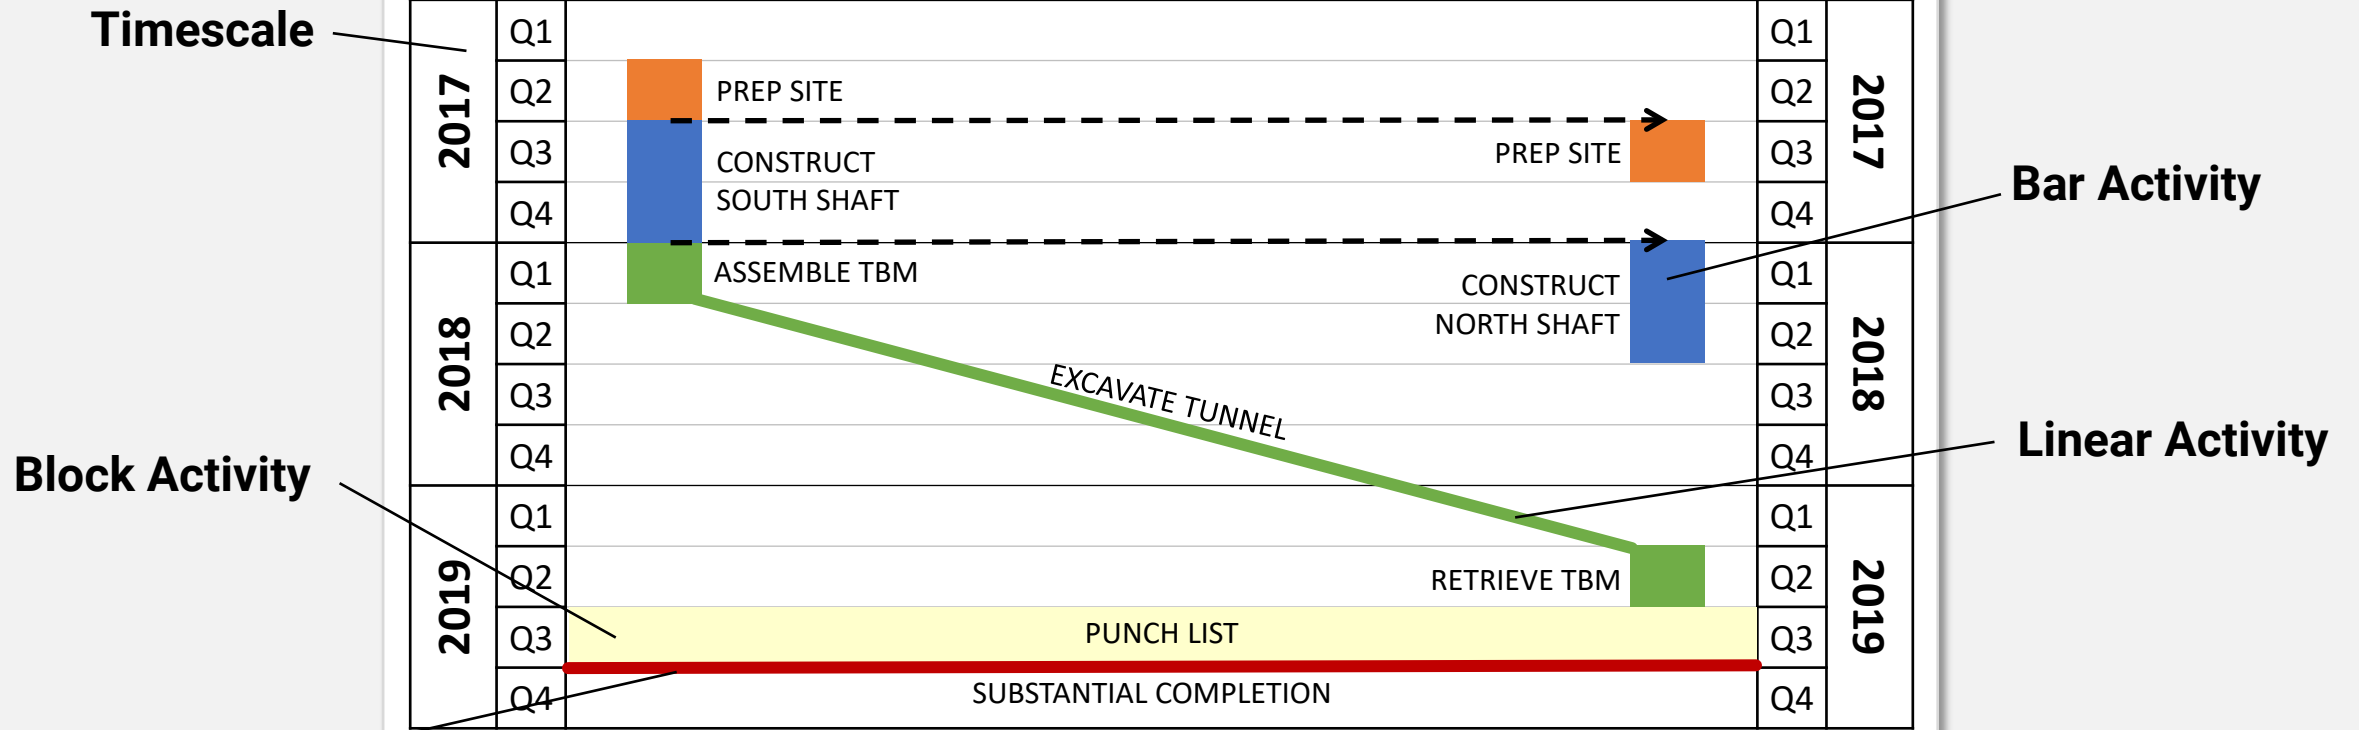 Timescale
2017
Q1
Q1
2017
Q2
PREP SITE
Q2
Q3
CONSTRUCT
SOUTH SHAFT
PREP SITE
Q3
Bar Activity
Q4
Q4
2018
Q1
ASSEMBLE TBM
CONSTRUCT
NORTH SHAFT
Q1
2018
Q2
Q2
Q3
EXCAVATE TUNNEL
Q3
Linear Activity
Q4
Q4
Block Activity
2019
Q1
Q1
2019
Q2
RETRIEVE TBM
Q2
Q3
PUNCH LIST
Q3
Q4
SUBSTANTIAL COMPLETION
Q4